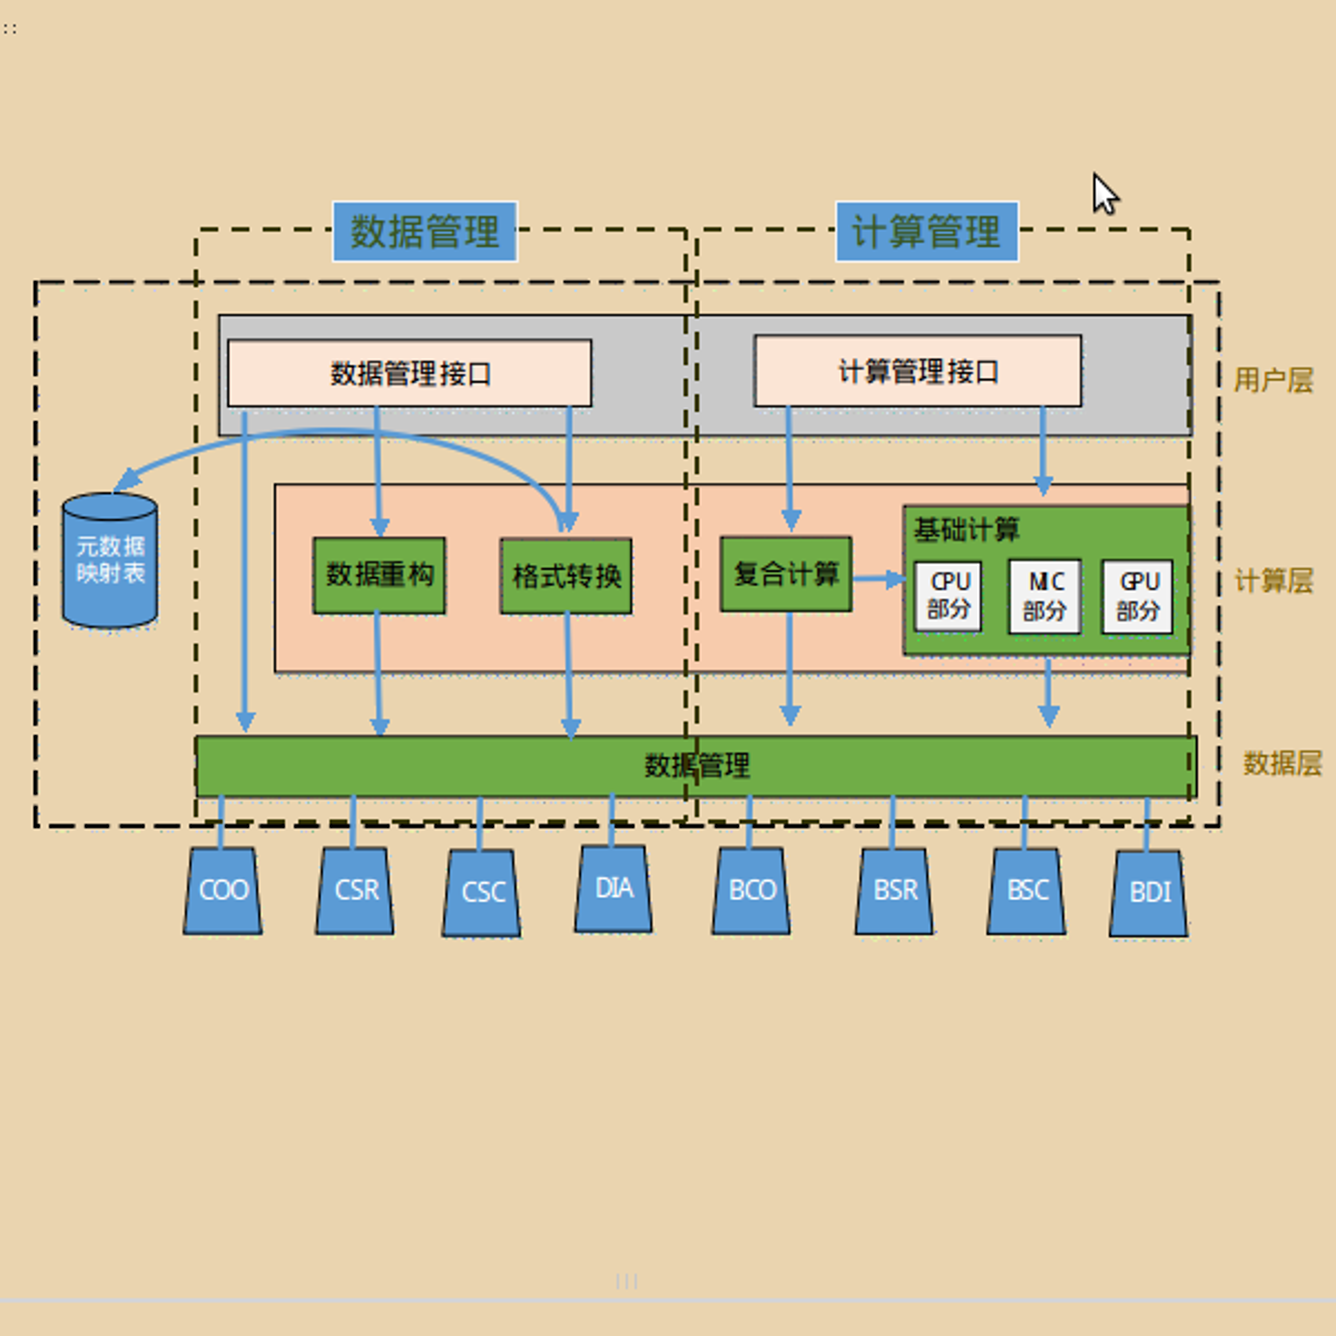 数据管理
计算管理
数据管理接口
计算管理接口
用户层
元数据
映射表
数据重构
格式转换
复合计算
基础计算
CPU
部分
MIC
部分
GPU
部分
计算层
数据管理
数据层
COO
CSR
CSC
DIA
BCO
BSR
BSC
BDI